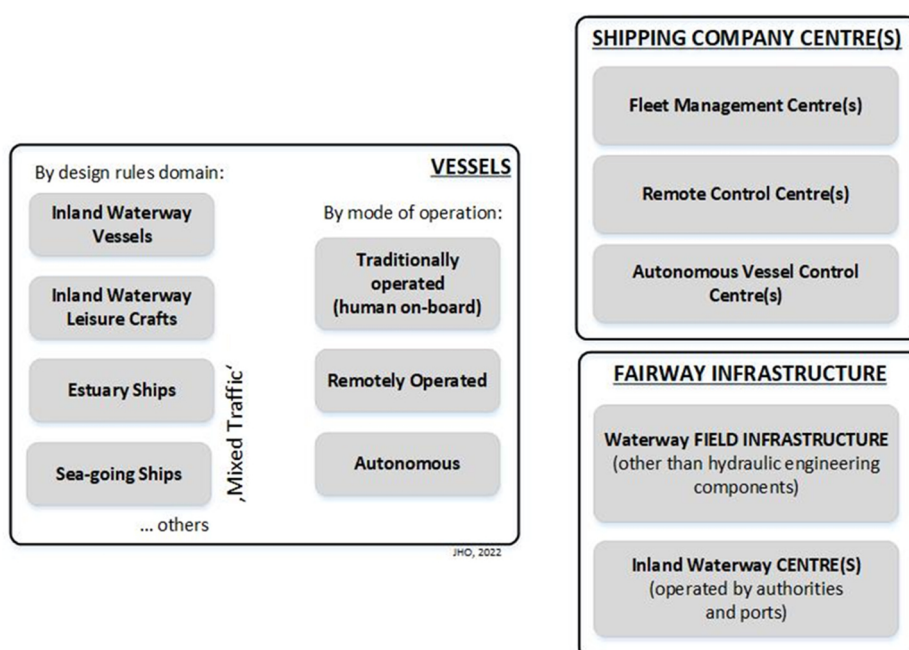 VESSELS
By design rules domain:
Inland Waterway
Vessels
Inland Waterway
Leisure Crafts
Estuary Ships
Sea-going Ships
... others
‚Mixed Traffic‘
By mode of operation:
Traditionally
operated
(human on-board)
Remotely Operated
Autonomous
JHO, 2022
SHIPPING COMPANY CENTRE(S)
Fleet Management Centre(s)
Remote Control Centre(s)
Autonomous Vessel Control
Centre(s)
FAIRWAY INFRASTRUCTURE
Waterway FIELD INFRASTRUCTURE
(other than hydraulic engineering
components)
Inland Waterway CENTRE(S)
(operated by authorities
and ports)